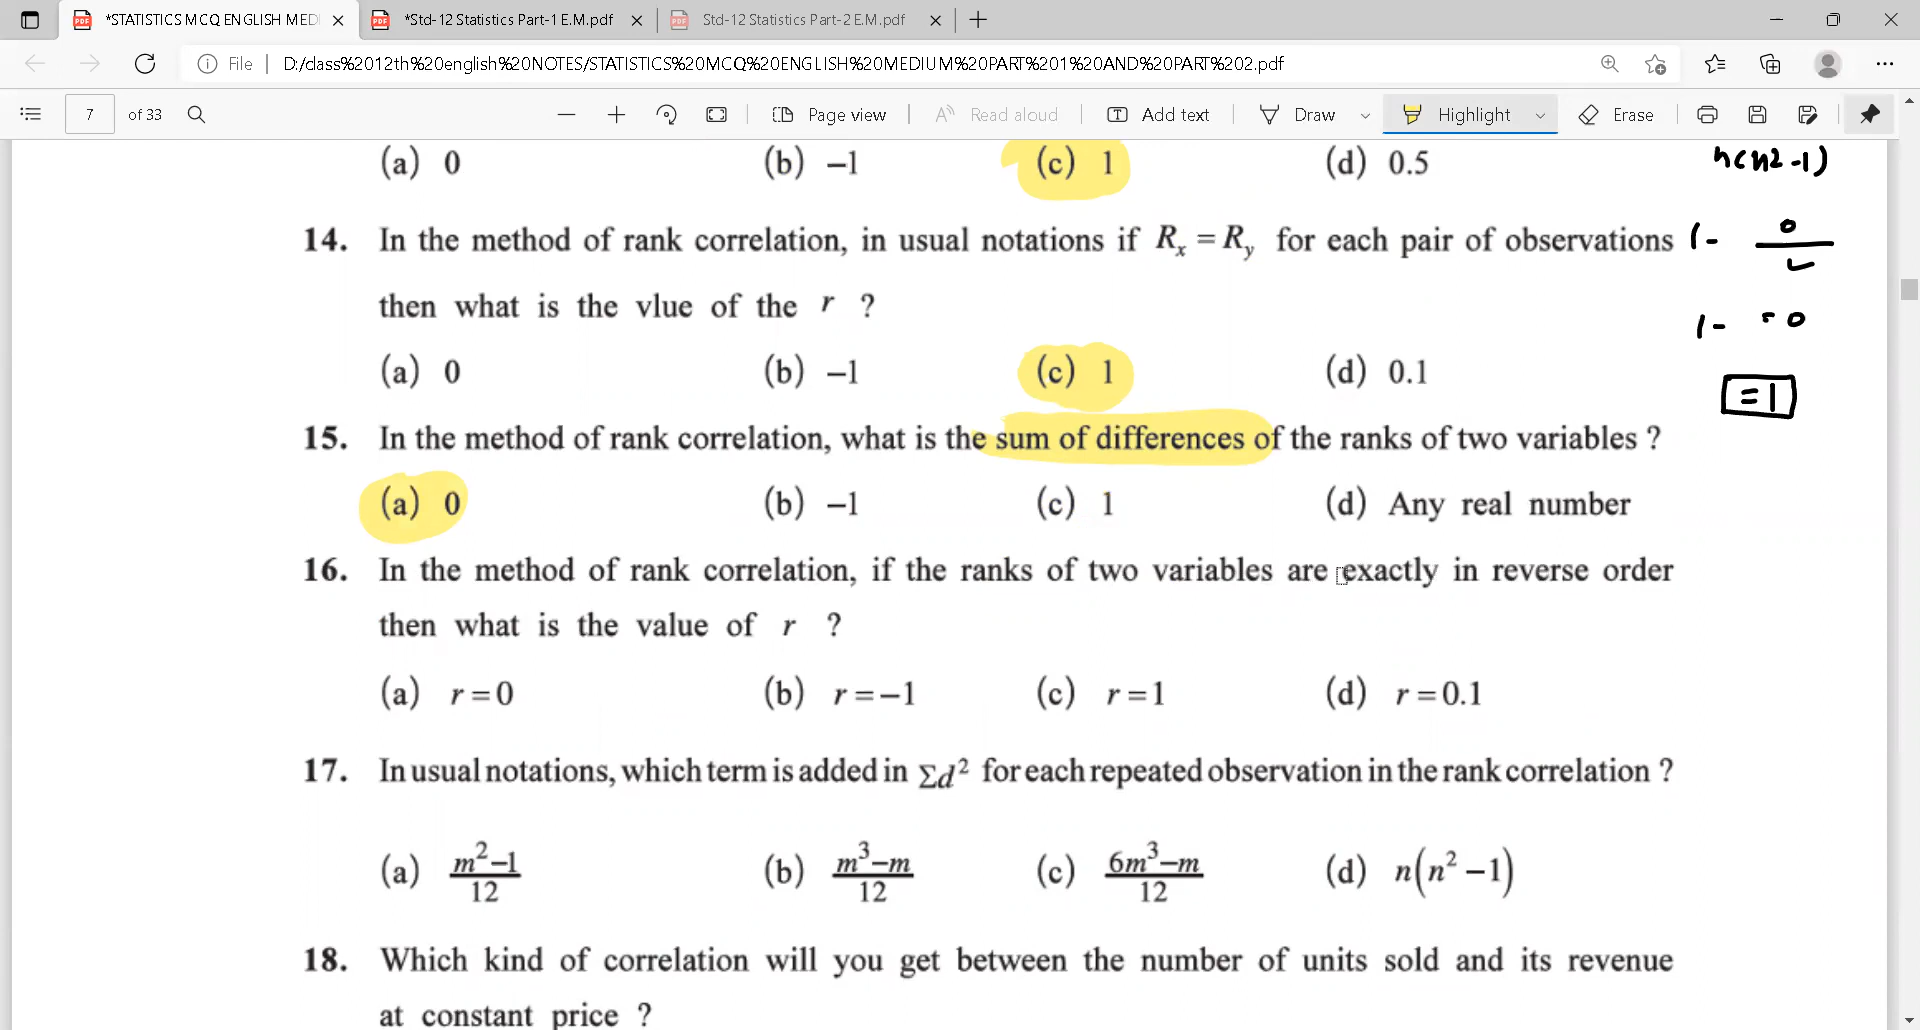 *STATISTICS MCQ ENGLISH MEDI
*Std-12 Statistics Part-1 E.M.pdf
Std-12 Statistics Part-2 E.M.pdf
File D:/class%2012th%20english%20NOTES/STATISTICS%20MCQ%20ENGLISH%20MEDIUM%20PART%201%20AND%20PART%202.pdf
7 of 33 Page view Read aloud Add text Draw Highlight Erase
(a) 0 (b) –1 (c) 1 (d) 0.5 n(n2-1)
14. In the method of rank correlation, in usual notations if Rₓ = Rᵧ for each pair of observations 1- 0
then what is the vlue of the r ? 1- = 0
(a) 0 (b) –1 (c) 1 (d) 0.1 =1
15. In the method of rank correlation, what is the sum of differences of the ranks of two variables ?
(a) 0 (b) –1 (c) 1 (d) Any real number
16. In the method of rank correlation, if the ranks of two variables are exactly in reverse order
then what is the value of r ?
(a) r = 0 (b) r = –1 (c) r = 1 (d) r = 0.1
17. In usual notations, which term is added in Σd² for each repeated observation in the rank correlation ?
(a) m²–1/12 (b) m³–m/12 (c) 6m³–m/12 (d) n(n² –1)
18. Which kind of correlation will you get between the number of units sold and its revenue
at constant price ?